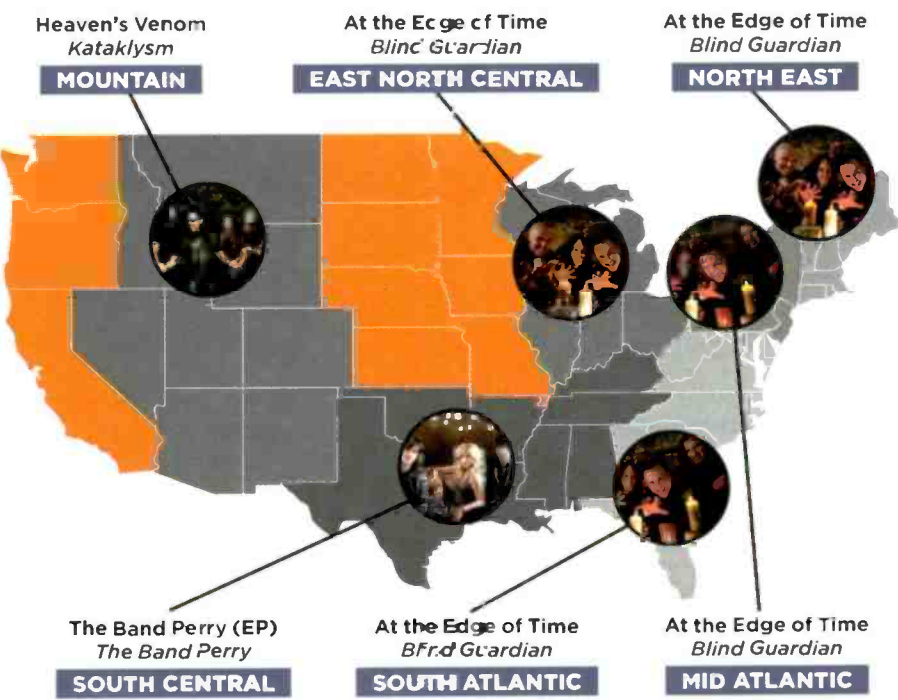 Heaven's Venom
Kataklysm
MOUNTAIN
At the Edge of Time
Blind Guardian
EAST NORTH CENTRAL
At the Edge of Time
Blind Guardian
NORTH EAST
The Band Perry (EP)
The Band Perry
SOUTH CENTRAL
At the Edge of Time
Blind Guardian
SOUTH ATLANTIC
At the Edge of Time
Blind Guardian
MID ATLANTIC